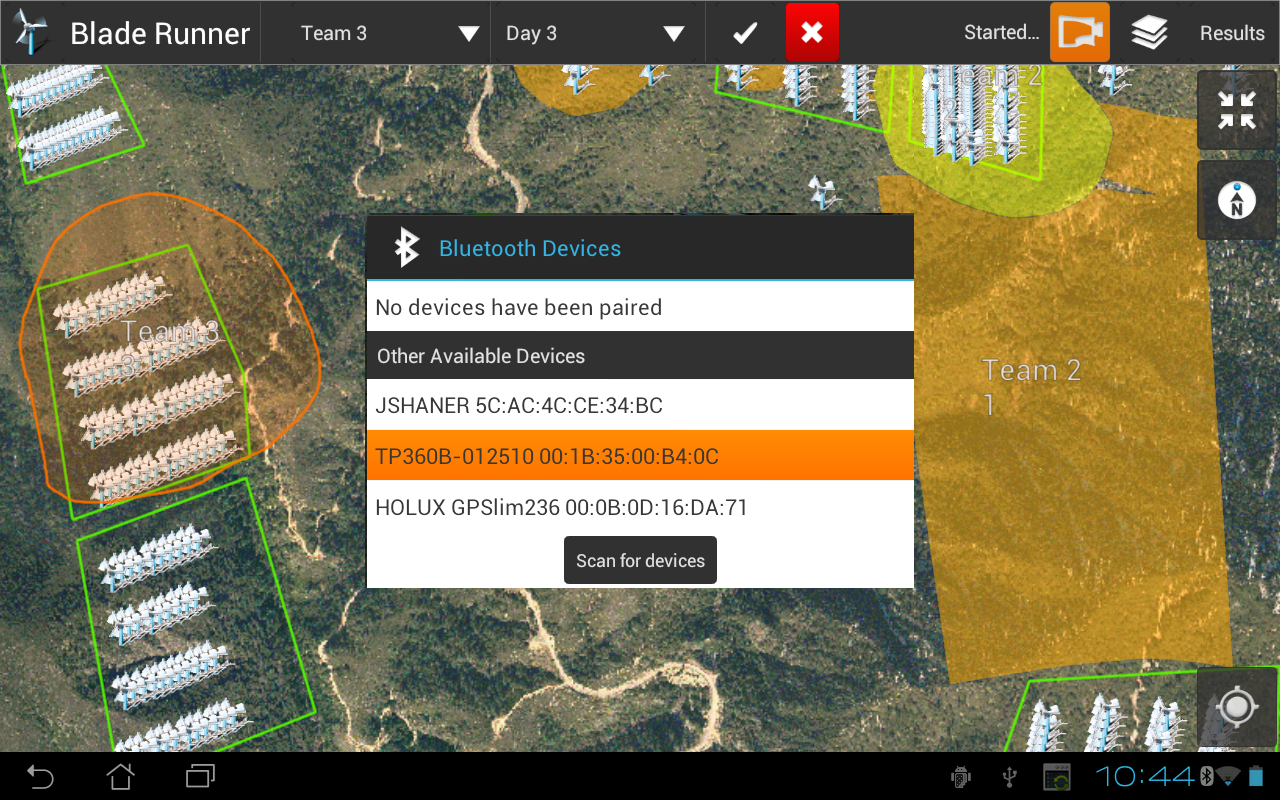 Blade Runner
Team 3
Day 3
Started...
Results
Team 2
2
Team 3
Team 2
1
Bluetooth Devices
No devices have been paired
Other Available Devices
JSHANER 5C:AC:4C:CE:34:BC
TP360B-012510 00:1B:35:00:B4:0C
HOLUX GPSlim236 00:0B:0D:16:DA:71
Scan for devices
N
10:44